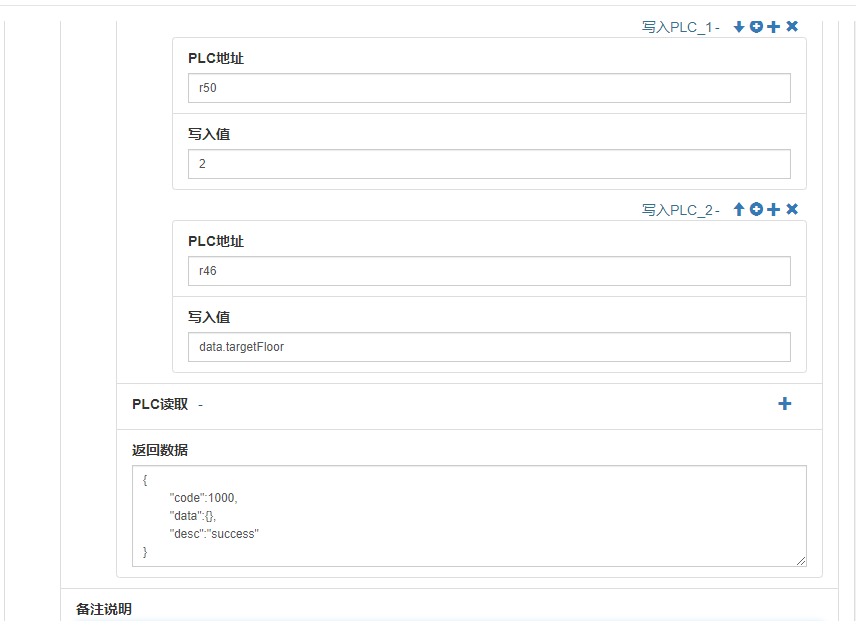 写入PLC_1 -
PLC地址
r50
写入值
2
写入PLC_2 -
PLC地址
r46
写入值
data.targetFloor
PLC读取 -
返回数据
{
"code":1000,
"data":{},
"desc":"success"
}
备注说明